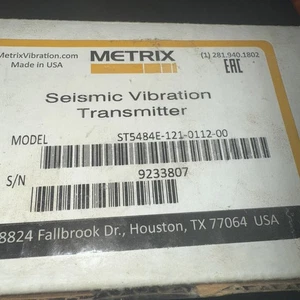 MetrixVibration.com METRIX (1) 281.940.1802
Made in USA EAC
Seismic Vibration
Transmitter
MODEL ST5484E-121-0112-00
S/N 9233807
8824 Fallbrook Dr., Houston, TX 77064 USA